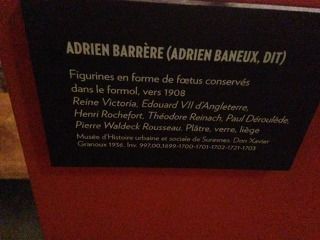 ADRIEN BARRÈRE (ADRIEN BANEUX, DIT)
Figurines en forme de fœtus conservés
dans le formol, vers 1908
Reine Victoria, Edouard VII d'Angleterre,
Henri Rochefort, Théodore Reinach, Paul Déroulède,
Pierre Waldeck Rousseau. Plâtre, verre, liège
Musée d'Histoire urbaine et sociale de Suresnes. Don Xavier
Granoux 1936. Inv. 997.00.1699-1700-1701-1702-1721-1703